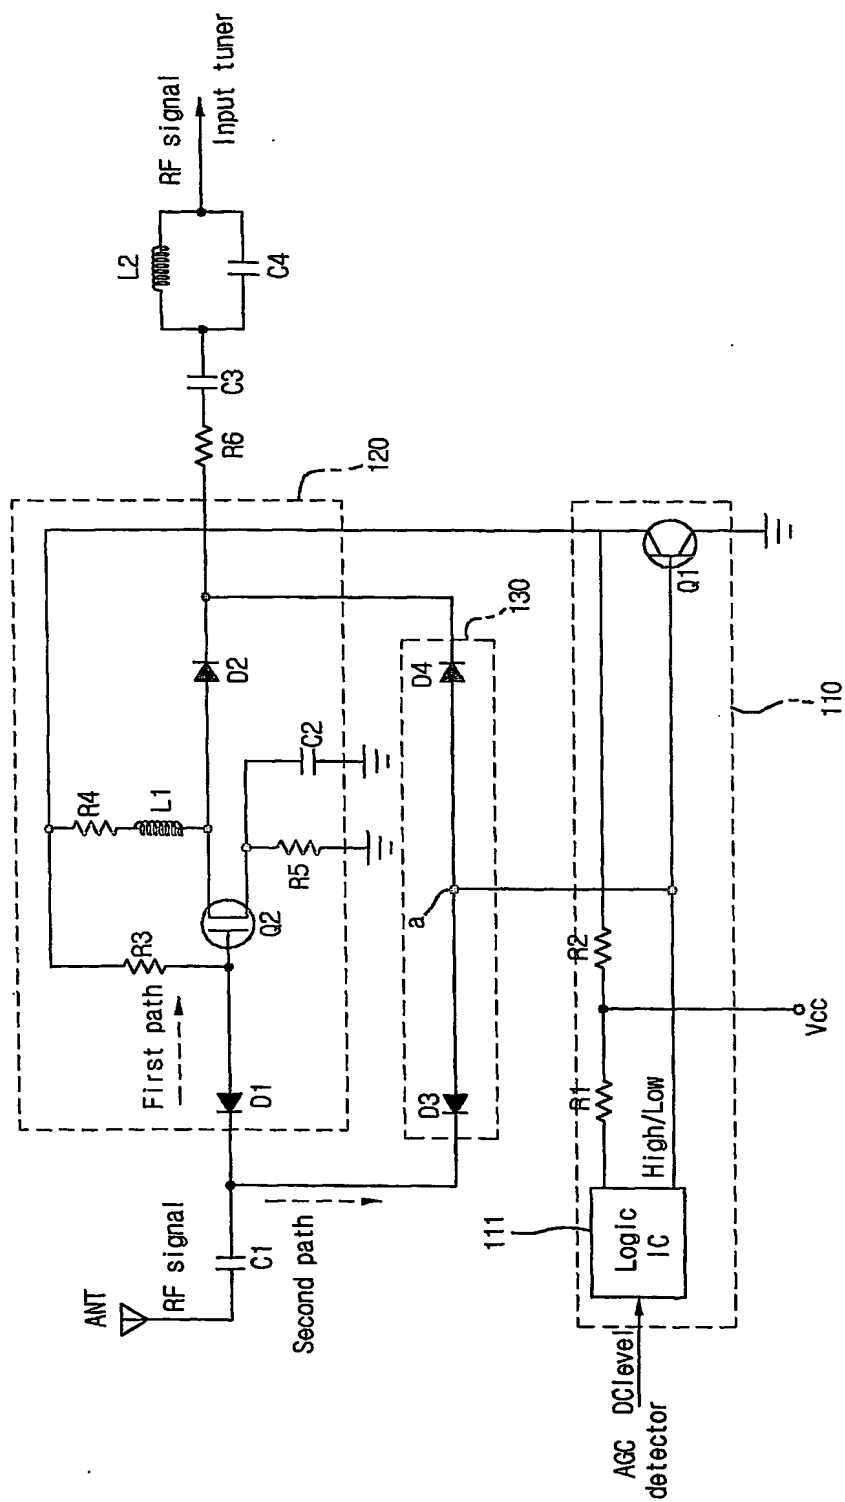 ANT
RF signal
C1
Second path
First path
D1
R3
Q2
R4
L1
R5
C2
D2
120
R6
C3
L2
C4
RF signal
Input tuner
D3
a
D4
130
111
Logic
IC
AGC DClevel
detector
High/Low
R1
R2
Vcc
Q1
110